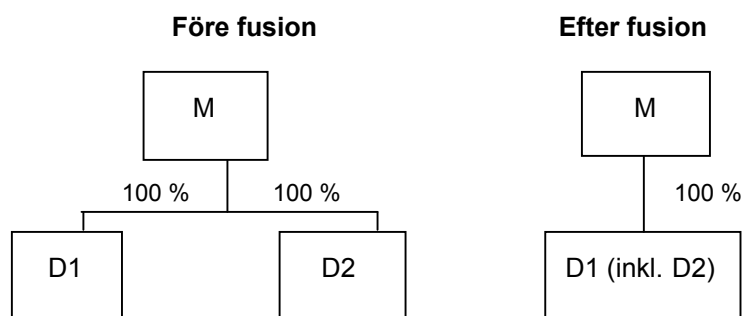 Före fusion
Efter fusion
M
M
100 %
100 %
100 %
D1
D2
D1 (inkl. D2)